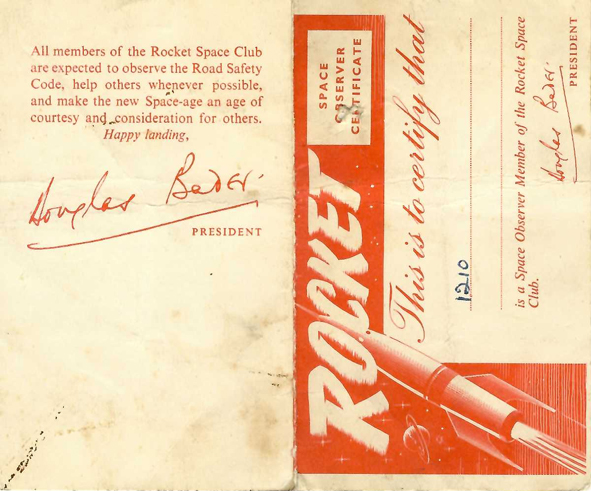 All members of the Rocket Space Club
are expected to observe the Road Safety
Code, help others whenever possible,
and make the new Space-age an age of
courtesy and consideration for others.
Happy landing,
Douglas Bader
PRESIDENT
ROCKET
SPACE
OBSERVER
CERTIFICATE
This is to certify that
1210
is a Space Observer Member of the Rocket Space
Club.
Douglas Bader
PRESIDENT